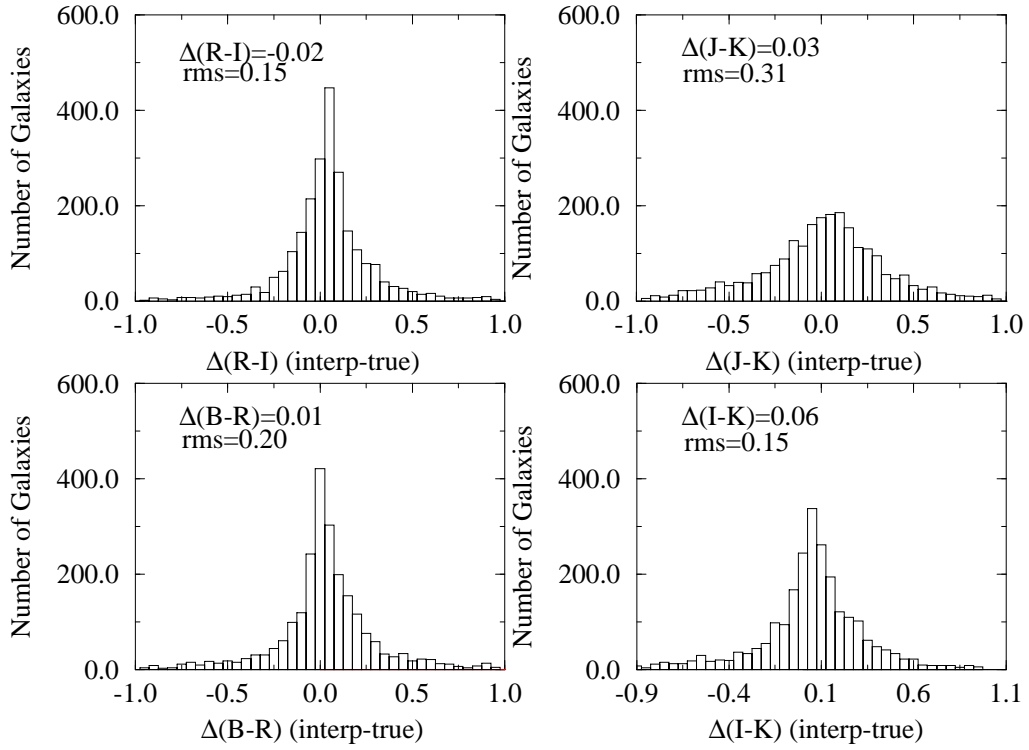 600.0
400.0
200.0
0.0
Number of Galaxies
Δ(R-I)=-0.02
rms=0.15
-1.0 -0.5 0.0 0.5 1.0
Δ(R-I) (interp-true)
600.0
400.0
200.0
0.0
Number of Galaxies
Δ(J-K)=0.03
rms=0.31
-1.0 -0.5 0.0 0.5 1.0
Δ(J-K) (interp-true)
600.0
400.0
200.0
0.0
Number of Galaxies
Δ(B-R)=0.01
rms=0.20
-1.0 -0.5 0.0 0.5 1.0
Δ(B-R) (interp-true)
600.0
400.0
200.0
0.0
Number of Galaxies
Δ(I-K)=0.06
rms=0.15
-0.9 -0.4 0.1 0.6 1.1
Δ(I-K) (interp-true)